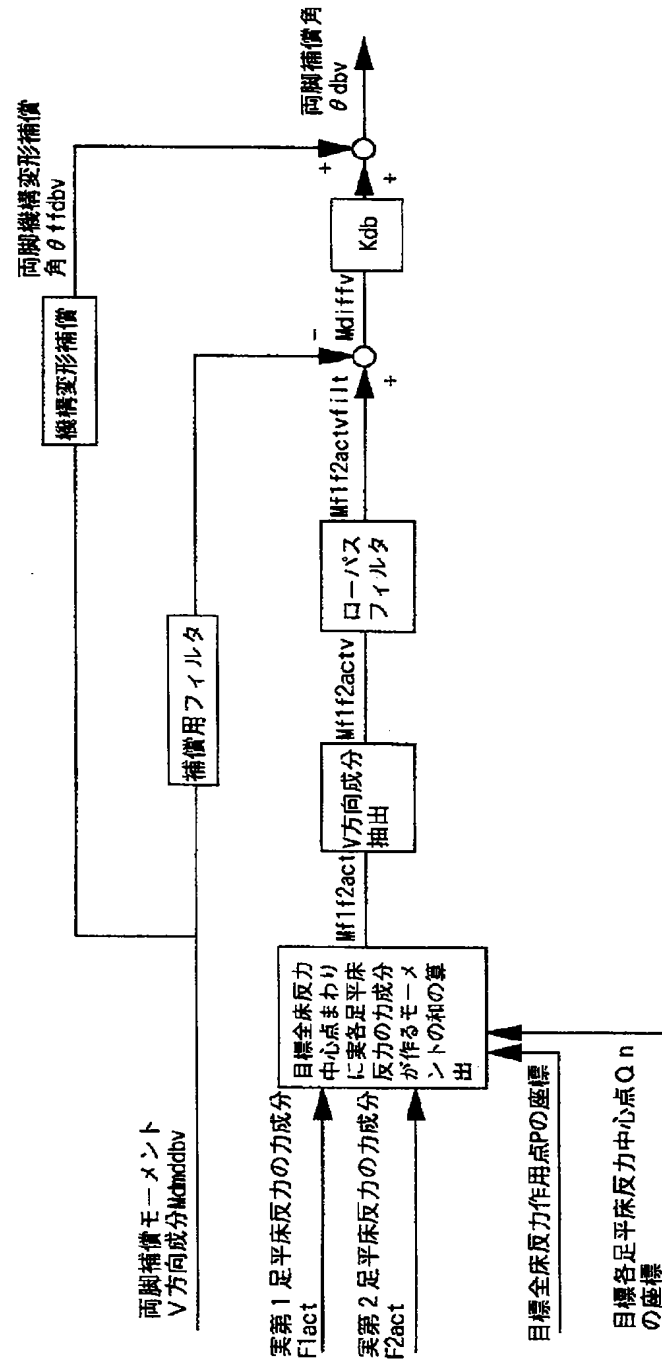 両脚機構変形補償
角θffdbv
機構変形補償
両脚補償角
θdbv
両脚補償モーメント
V方向成分Mdmddbv
補償用フィルタ
+
+
Kdb
Mdiffv
-
+
Mf1f2actvfilt
ローパス
フィルタ
Mf1f2actv
V方向成分
抽出
Mf1f2act
目標全床反力
中心点まわり
に実各足平床
反力の力成分
が作るモーメ
ントの和の算
出
実第1足平床反力の力成分
F1act
実第2足平床反力の力成分
F2act
目標全床反力作用点Pの座標
目標各足平床反力中心点Qn
の座標